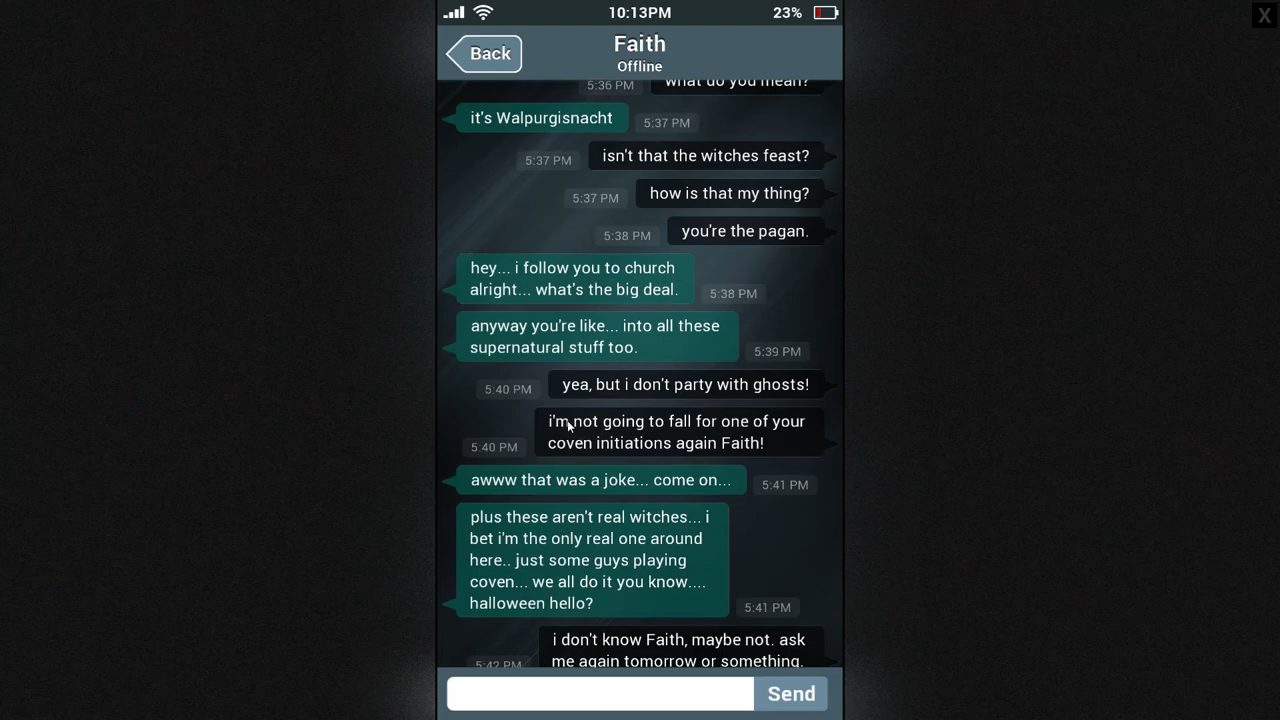 10:13PM
23%
X
Back
Faith
Offline
what do you mean?
5:36 PM
it's Walpurgisnacht
5:37 PM
isn't that the witches feast?
5:37 PM
how is that my thing?
5:37 PM
you're the pagan.
5:38 PM
hey... i follow you to church
alright... what's the big deal.
5:38 PM
anyway you're like... into all these
supernatural stuff too.
5:39 PM
yea, but i don't party with ghosts!
5:40 PM
i'm not going to fall for one of your
coven initiations again Faith!
5:40 PM
awww that was a joke... come on...
5:41 PM
plus these aren't real witches... i
bet i'm the only real one around
here.. just some guys playing
coven... we all do it you know....
halloween hello?
5:41 PM
i don't know Faith, maybe not. ask
me again tomorrow or something.
5:42 PM
Send